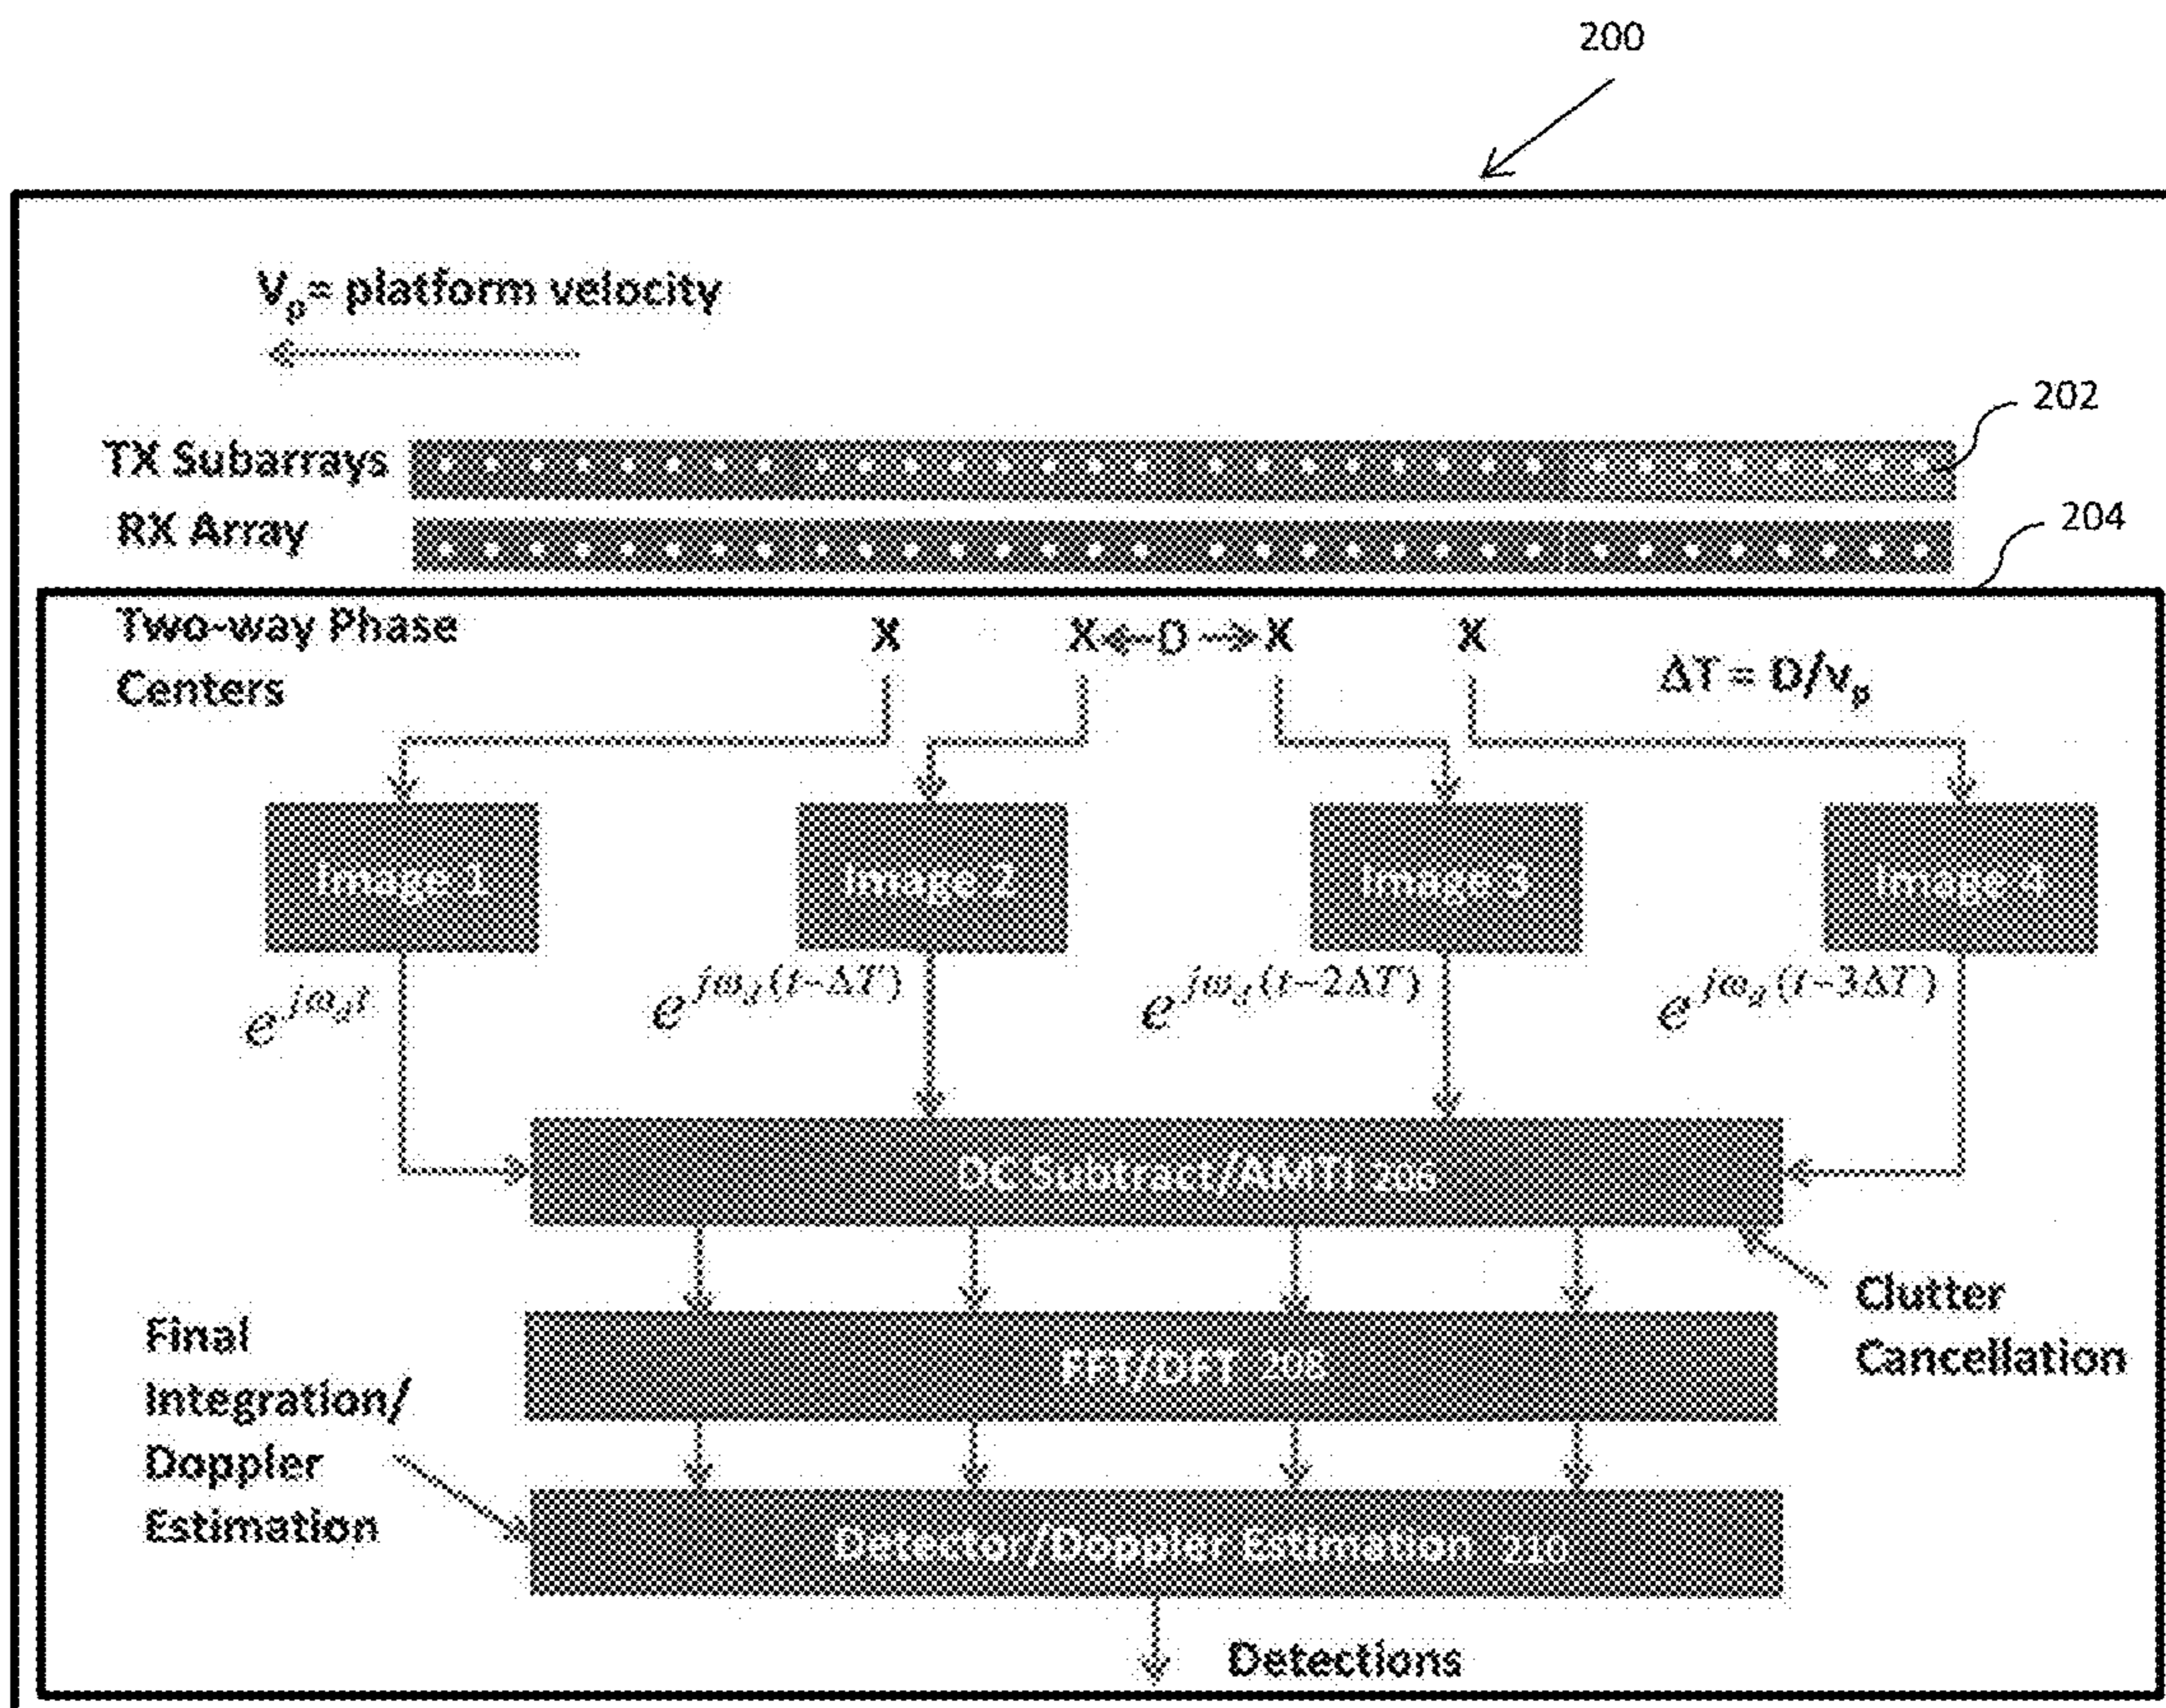 200
Vp= platform velocity
202
TX Subarrays
204
RX Array
Two-way Phase
Centers
X X D X X
ΔT = D/vp
Image 1 Image 2 Image 3 Image 4
e^{jω_d t} e^{jω_d (t-ΔT)} e^{jω_d (t-2ΔT)} e^{jω_d (t-3ΔT)}
DC Subtract/AMTI 206
Clutter
Cancellation
Final
Integration/
Doppler
Estimation
FFT/DFT 208
Detector/Doppler Estimation 210
Detections